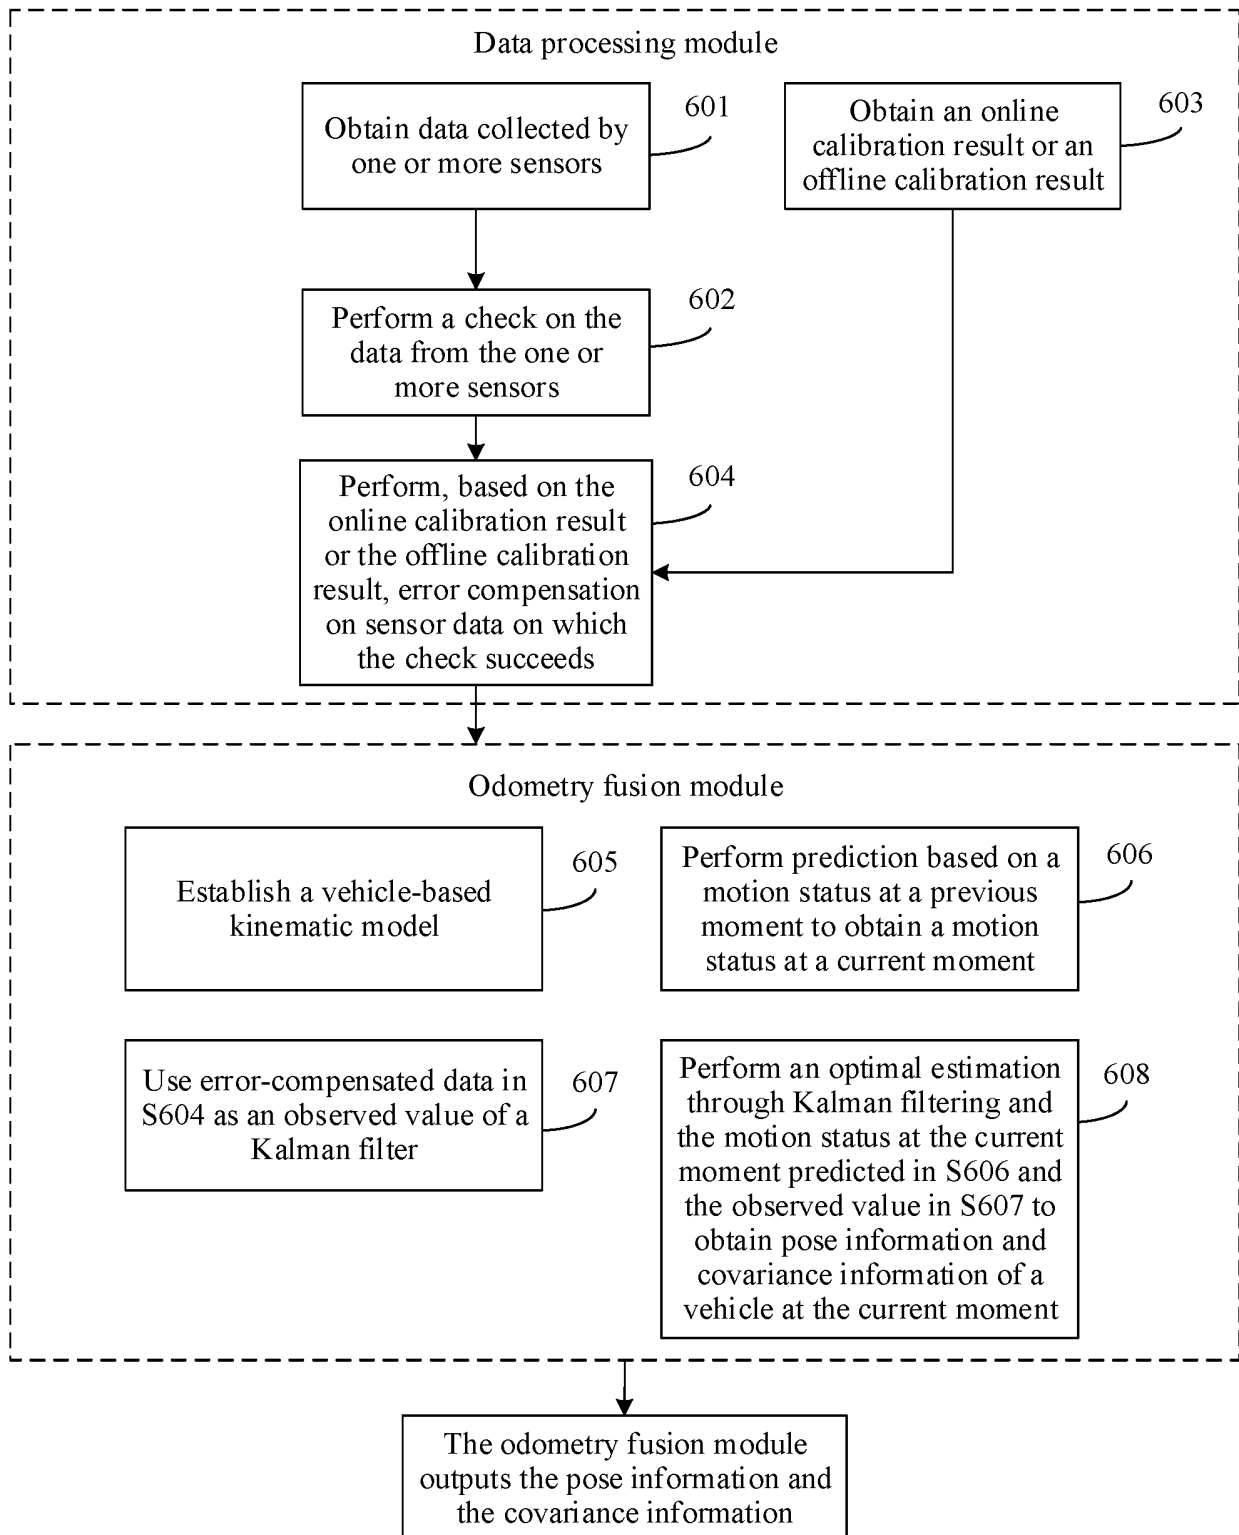 Data processing module
601
Obtain data collected by
one or more sensors
603
Obtain an online
calibration result or an
offline calibration result
602
Perform a check on the
data from the one or
more sensors
604
Perform, based on the
online calibration result
or the offline calibration
result, error compensation
on sensor data on which
the check succeeds
Odometry fusion module
605
Establish a vehicle-based
kinematic model
606
Perform prediction based on a
motion status at a previous
moment to obtain a motion
status at a current moment
607
Use error-compensated data in
S604 as an observed value of a
Kalman filter
608
Perform an optimal estimation
through Kalman filtering and
the motion status at the current
moment predicted in S606 and
the observed value in S607 to
obtain pose information and
covariance information of a
vehicle at the current moment
The odometry fusion module
outputs the pose information and
the covariance information